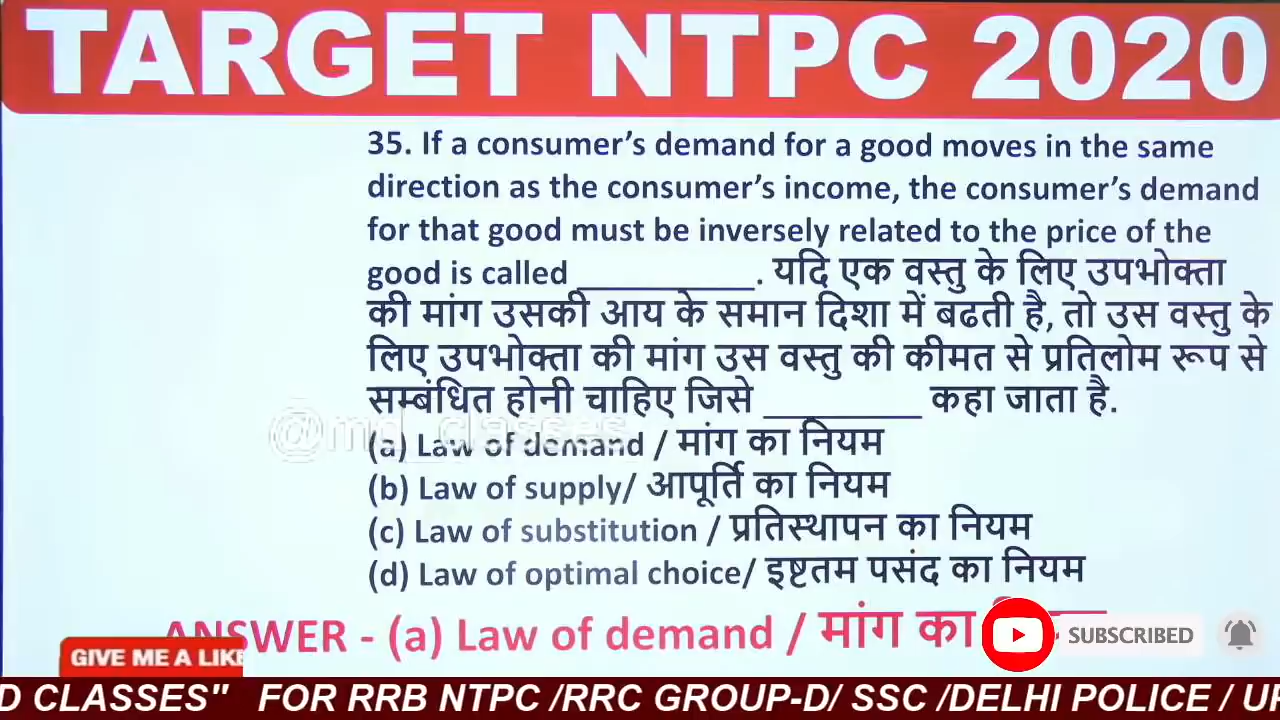 TARGET NTPC 2020
35. If a consumer’s demand for a good moves in the same
direction as the consumer’s income, the consumer’s demand
for that good must be inversely related to the price of the
good is called __________. यदि एक वस्तु के लिए उपभोक्ता
की मांग उसकी आय के समान दिशा में बढती है, तो उस वस्तु के
लिए उपभोक्ता की मांग उस वस्तु की कीमत से प्रतिलोम रूप से
सम्बंधित होनी चाहिए जिसे _________ कहा जाता है.
@md_classes
(a) Law of demand / मांग का नियम
(b) Law of supply/ आपूर्ति का नियम
(c) Law of substitution / प्रतिस्थापन का नियम
(d) Law of optimal choice/ इष्टतम पसंद का नियम
ANSWER - (a) Law of demand / मांग का
SUBSCRIBED
GIVE ME A LIKE
D CLASSES" FOR RRB NTPC /RRC GROUP-D/ SSC /DELHI POLICE / UP